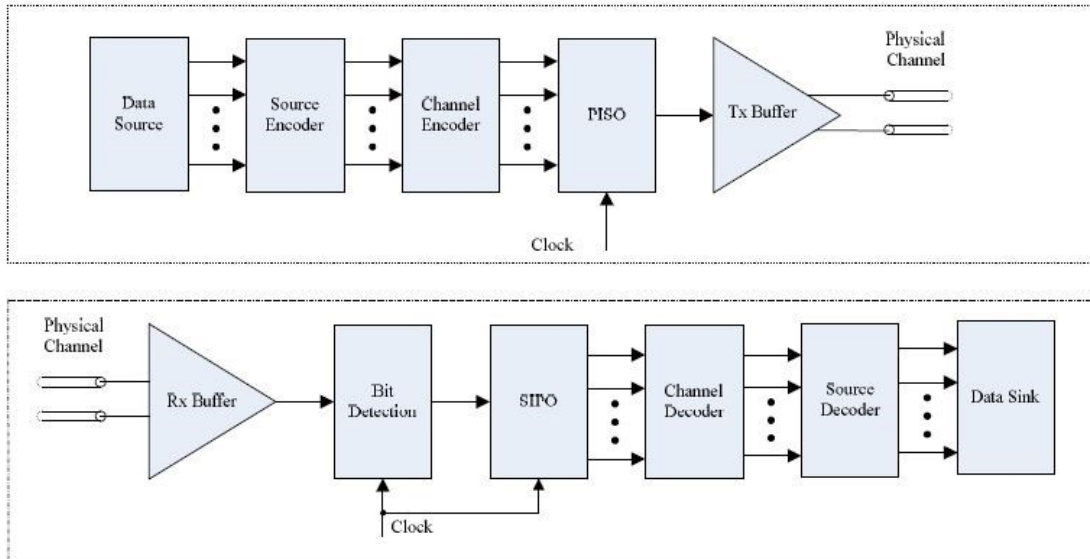 Physical
Channel
Data
Source
Source
Encoder
Channel
Encoder
PISO
Tx Buffer
Clock
Physical
Channel
Rx Buffer
Bit
Detection
SIPO
Channel
Decoder
Source
Decoder
Data Sink
Clock